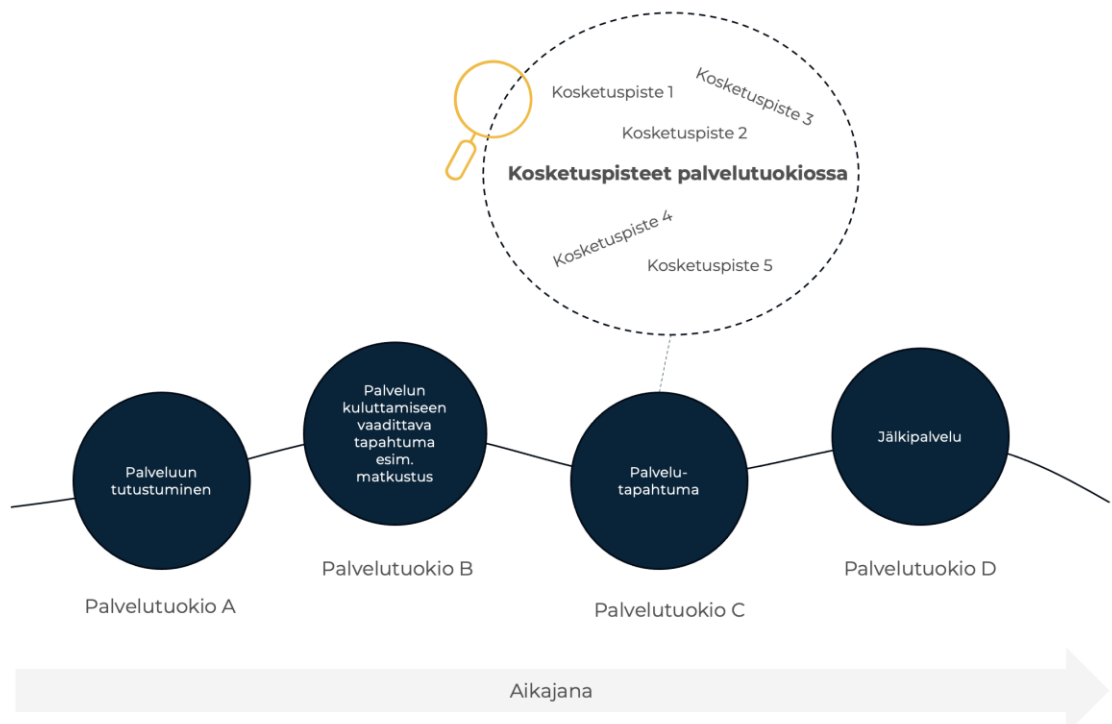 Kosketuspiste 1
Kosketuspiste 3
Kosketuspiste 2
Kosketuspisteet palvelutuokiossa
Kosketuspiste 4
Kosketuspiste 5
Palveluun
tutustuminen
Palvelun
kuluttamiseen
vaadittava
tapahtuma
esim.
matkustus
Palvelu-
tapahtuma
Jälkipalvelu
Palvelutuokio A
Palvelutuokio B
Palvelutuokio C
Palvelutuokio D
Aikajana